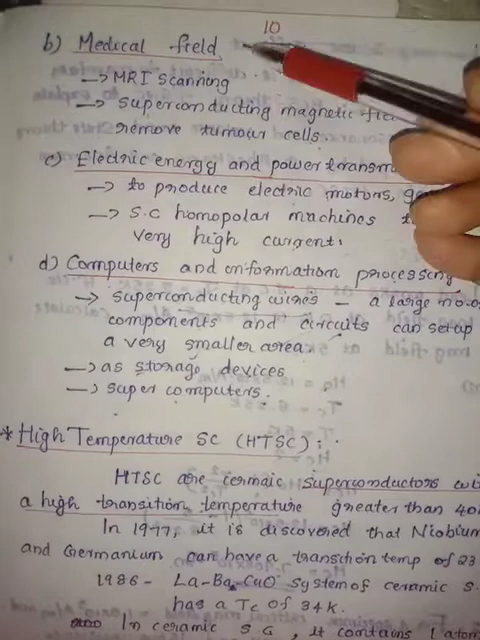 10
b) Medical field
→ MRI scanning
→ superconducting magnetic
remove tumour cells.
c) Electric energy and power
→ to produce electric motors,
→ S.C homopolar machines
very high current.
d) Computers and information processing
→ superconducting wires – a large no. of
components and circuits can setup
a very smaller area.
→ as storage devices
→ super computers.
* High Temperature SC (HTSC) :-
HTSC are cermaic superconductors
a high transition temperature greater than
In 1977, it is discovered that
and Germanium can have a transition temp of 23
1986 - La-Ba-CuO system of ceramic S.
has a Tc of 34k.
In ceramic S.C, it contains 1 atom